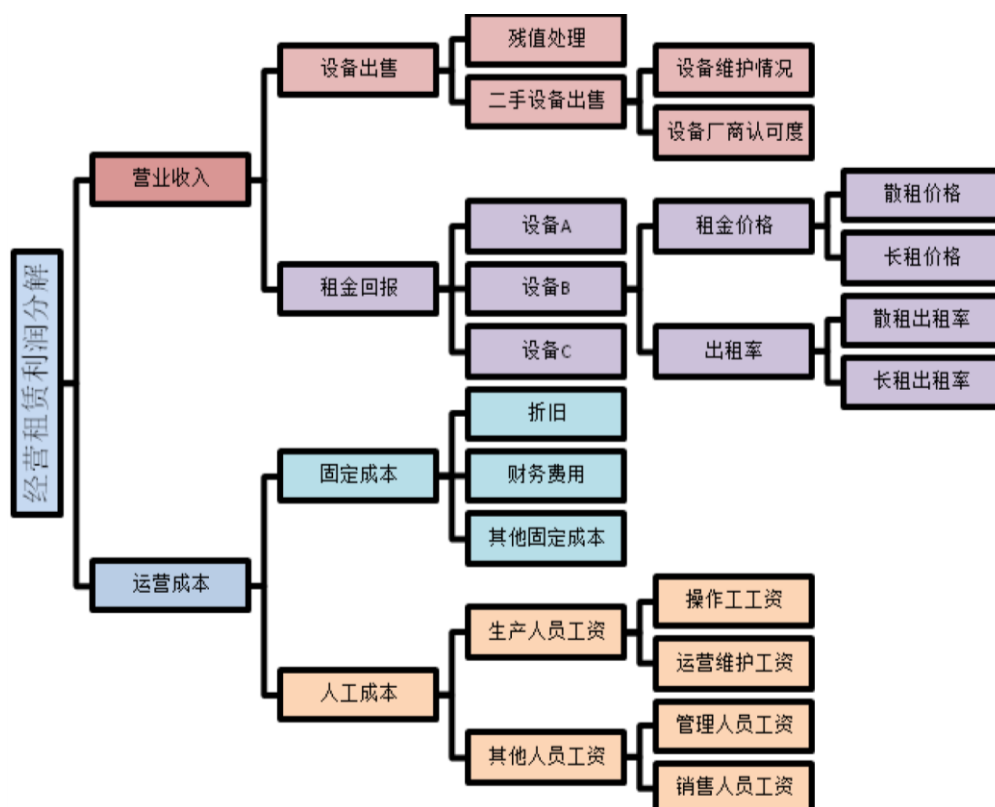 经营租赁利润分解
营业收入
设备出售
残值处理
二手设备出售
设备维护情况
设备厂商认可度
租金回报
设备A
设备B
设备C
租金价格
散租价格
长租价格
出租率
散租出租率
长租出租率
运营成本
固定成本
折旧
财务费用
其他固定成本
人工成本
生产人员工资
操作工工资
运营维护工资
其他人员工资
管理人员工资
销售人员工资